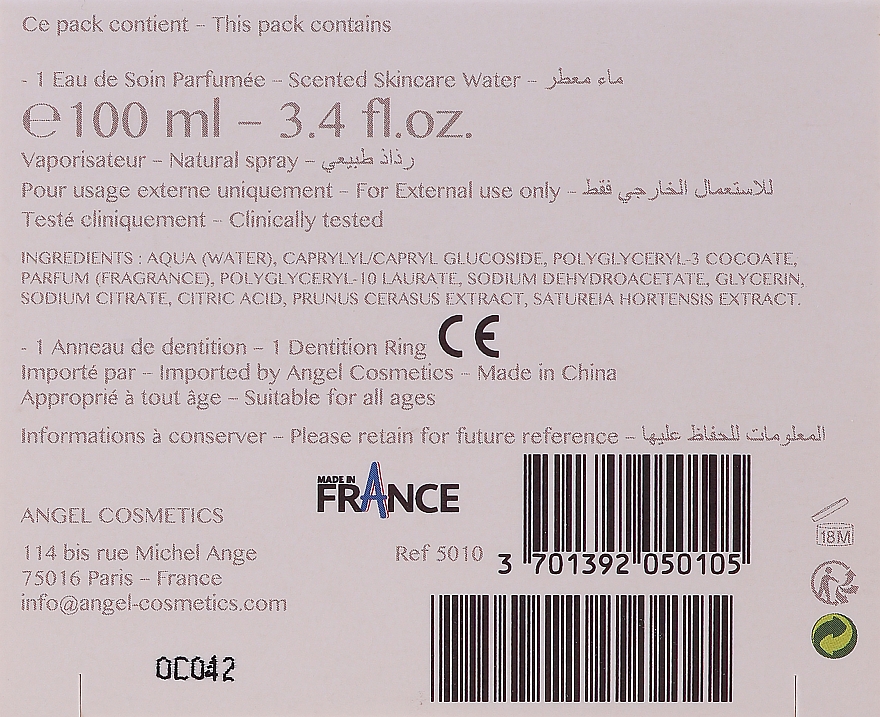 Ce pack contient – This pack contains
- 1 Eau de Soin Parfumée – Scented Skincare Water – ماء معطر
℮100 ml – 3.4 fl.oz.
Vaporisateur – Natural spray – رذاذ طبيعي
Pour usage externe uniquement – For External use only – للاستعمال الخارجي فقط
Testé cliniquement – Clinically tested
INGREDIENTS : AQUA (WATER), CAPRYLYL/CAPRYL GLUCOSIDE, POLYGLYCERYL-3 COCOATE,
PARFUM (FRAGRANCE), POLYGLYCERYL-10 LAURATE, SODIUM DEHYDROACETATE, GLYCERIN,
SODIUM CITRATE, CITRIC ACID, PRUNUS CERASUS EXTRACT, SATUREIA HORTENSIS EXTRACT.
- 1 Anneau de dentition – 1 Dentition Ring CE
Importé par – Imported by Angel Cosmetics – Made in China
Approprié à tout âge – Suitable for all ages
Informations à conserver – Please retain for future reference – المعلومات للحفاظ عليها
MADE IN
FRANCE
ANGEL COSMETICS
114 bis rue Michel Ange
75016 Paris – France
info@angel-cosmetics.com
Ref 5010
3 701392 050105
18M
0C042